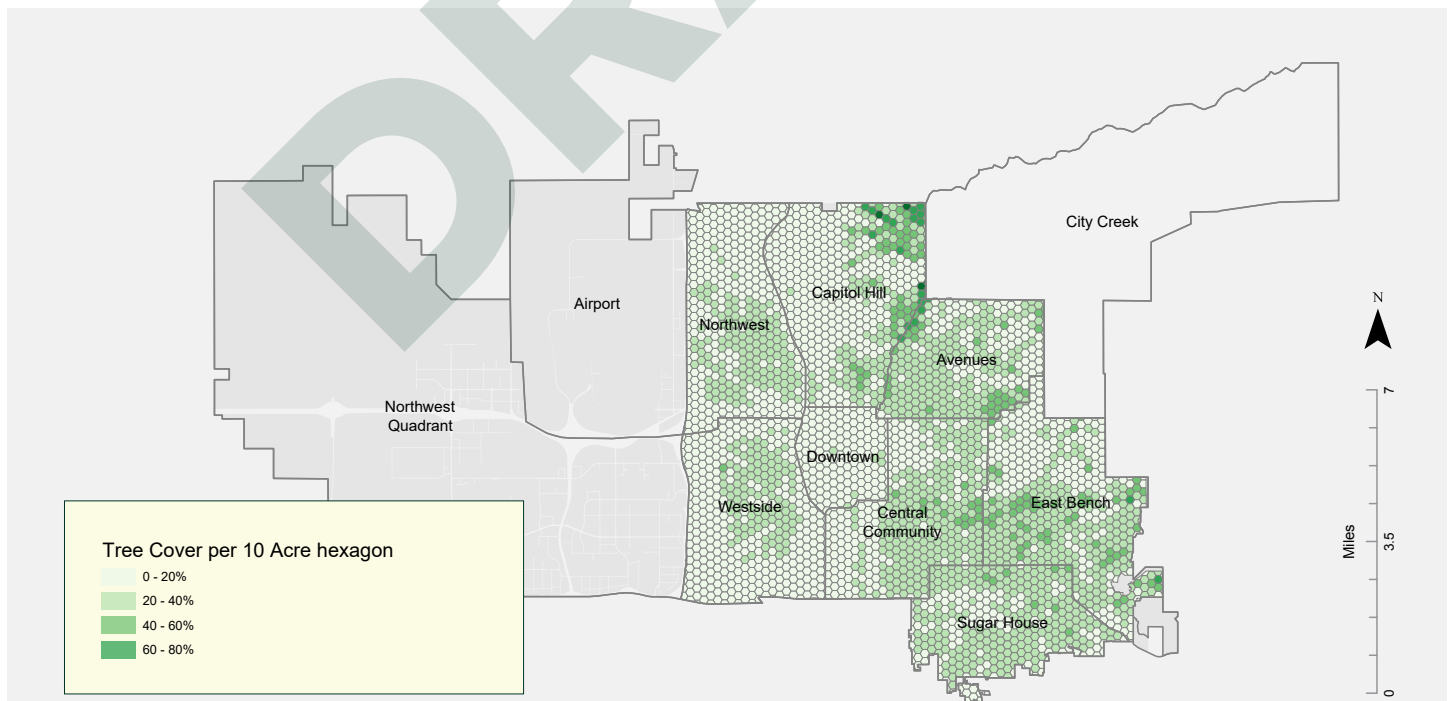 DRA
City Creek
Airport
Capitol Hill
Northwest
Avenues
Northwest
Quadrant
Downtown
Westside
Central
Community
East Bench
Sugar House
N
7
3.5
0
Miles
Tree Cover per 10 Acre hexagon
0 - 20%
20 - 40%
40 - 60%
60 - 80%